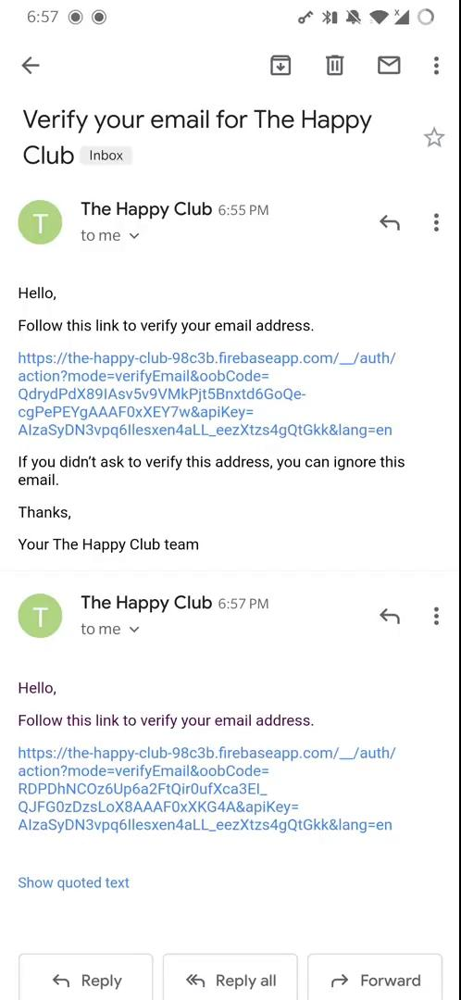 6:57
Verify your email for The Happy
Club Inbox
T
The Happy Club 6:55 PM
to me
Hello,
Follow this link to verify your email address.
https://the-happy-club-98c3b.firebaseapp.com/__/auth/
action?mode=verifyEmail&oobCode=
QdrydPdX89IAsv5v9VMkPjt5Bnxtd6GoQe-
cgPePEYgAAAF0xXEY7w&apiKey=
AIzaSyDN3vpq6IIesxen4aLL_eezXtzs4gQtGkk&lang=en
If you didn't ask to verify this address, you can ignore this
email.
Thanks,
Your The Happy Club team
T
The Happy Club 6:57 PM
to me
Hello,
Follow this link to verify your email address.
https://the-happy-club-98c3b.firebaseapp.com/__/auth/
action?mode=verifyEmail&oobCode=
RDPDhNCOz6Up6a2FtQir0ufXca3EI_
QJFG0zDzsLoX8AAAF0xXKG4A&apiKey=
AIzaSyDN3vpq6IIesxen4aLL_eezXtzs4gQtGkk&lang=en
Show quoted text
Reply
Reply all
Forward